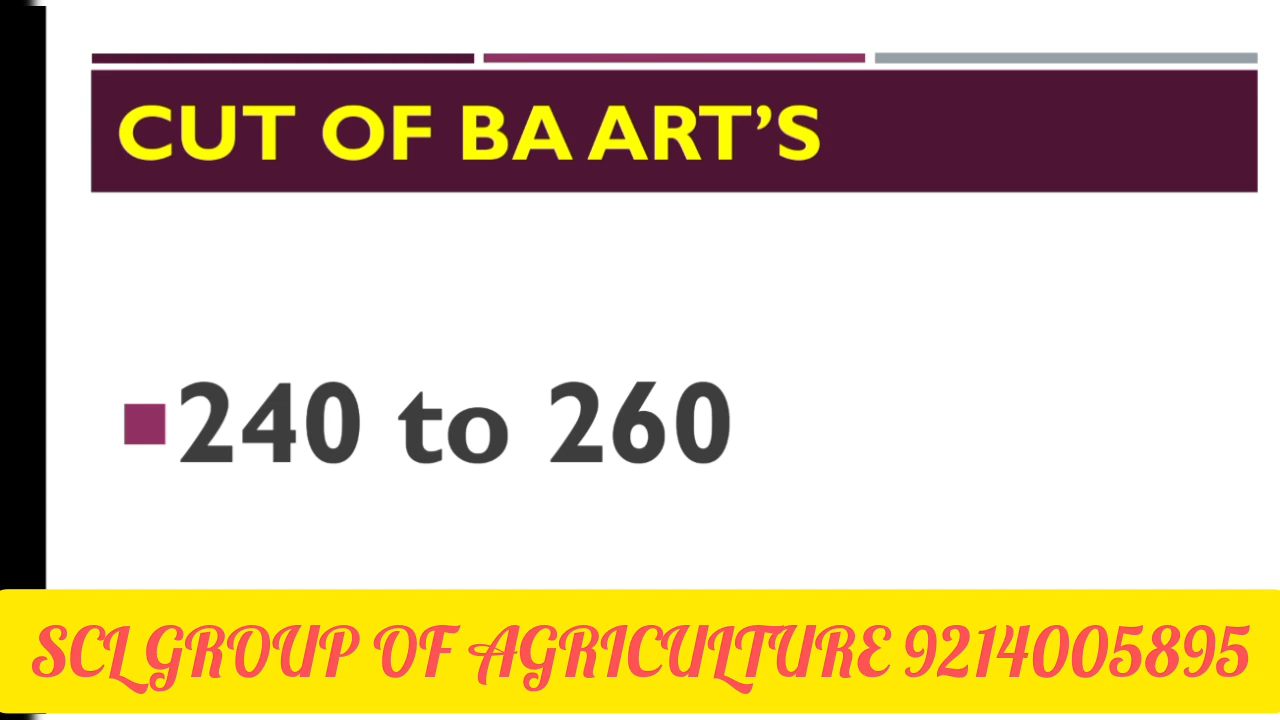 CUT OF BA ART’S
240 to 260
SCL GROUP OF AGRICULTURE 9214005895